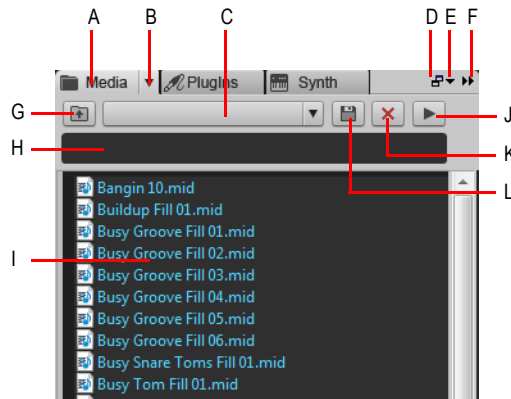 A B C D E F
Media PlugIns Synth
G
J
H
K
L
Bangin 10.mid
Buildup Fill 01.mid
Busy Groove Fill 01.mid
I
Busy Groove Fill 02.mid
Busy Groove Fill 03.mid
Busy Groove Fill 04.mid
Busy Groove Fill 05.mid
Busy Groove Fill 06.mid
Busy Snare Toms Fill 01.mid
Busy Tom Fill 01.mid